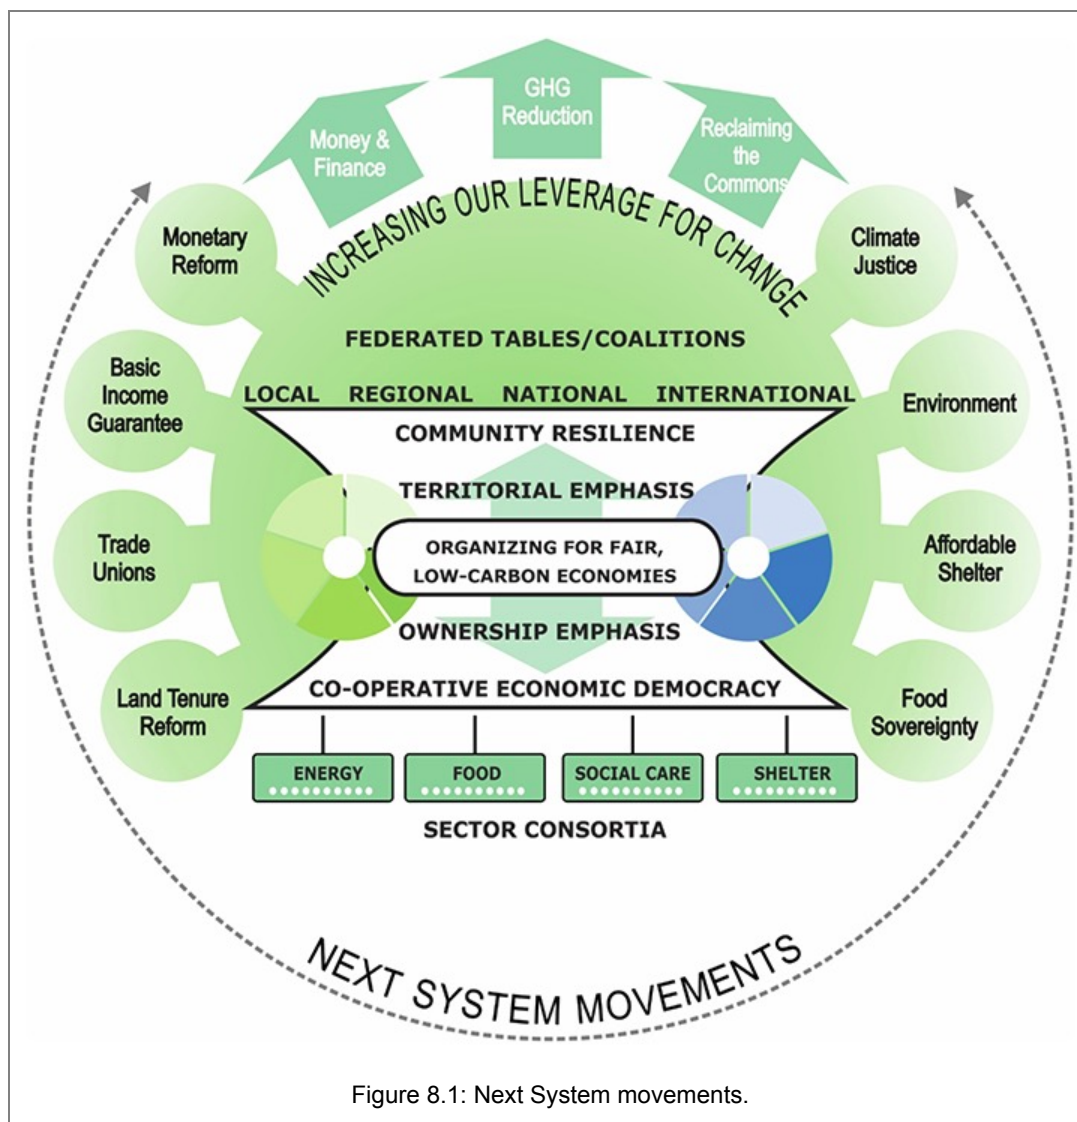 GHG
Reduction
Money &
Finance
Reclaiming
the
Commons
INCREASING OUR LEVERAGE FOR CHANGE
Monetary
Reform
Climate
Justice
FEDERATED TABLES/COALITIONS
Basic
Income
Guarantee
LOCAL REGIONAL NATIONAL INTERNATIONAL
Environment
COMMUNITY RESILIENCE
TERRITORIAL EMPHASIS
Trade
Unions
ORGANIZING FOR FAIR,
LOW-CARBON ECONOMIES
Affordable
Shelter
OWNERSHIP EMPHASIS
CO-OPERATIVE ECONOMIC DEMOCRACY
Land Tenure
Reform
Food
Sovereignty
ENERGY
FOOD
SOCIAL CARE
SHELTER
SECTOR CONSORTIA
NEXT SYSTEM MOVEMENTS
Figure 8.1: Next System movements.